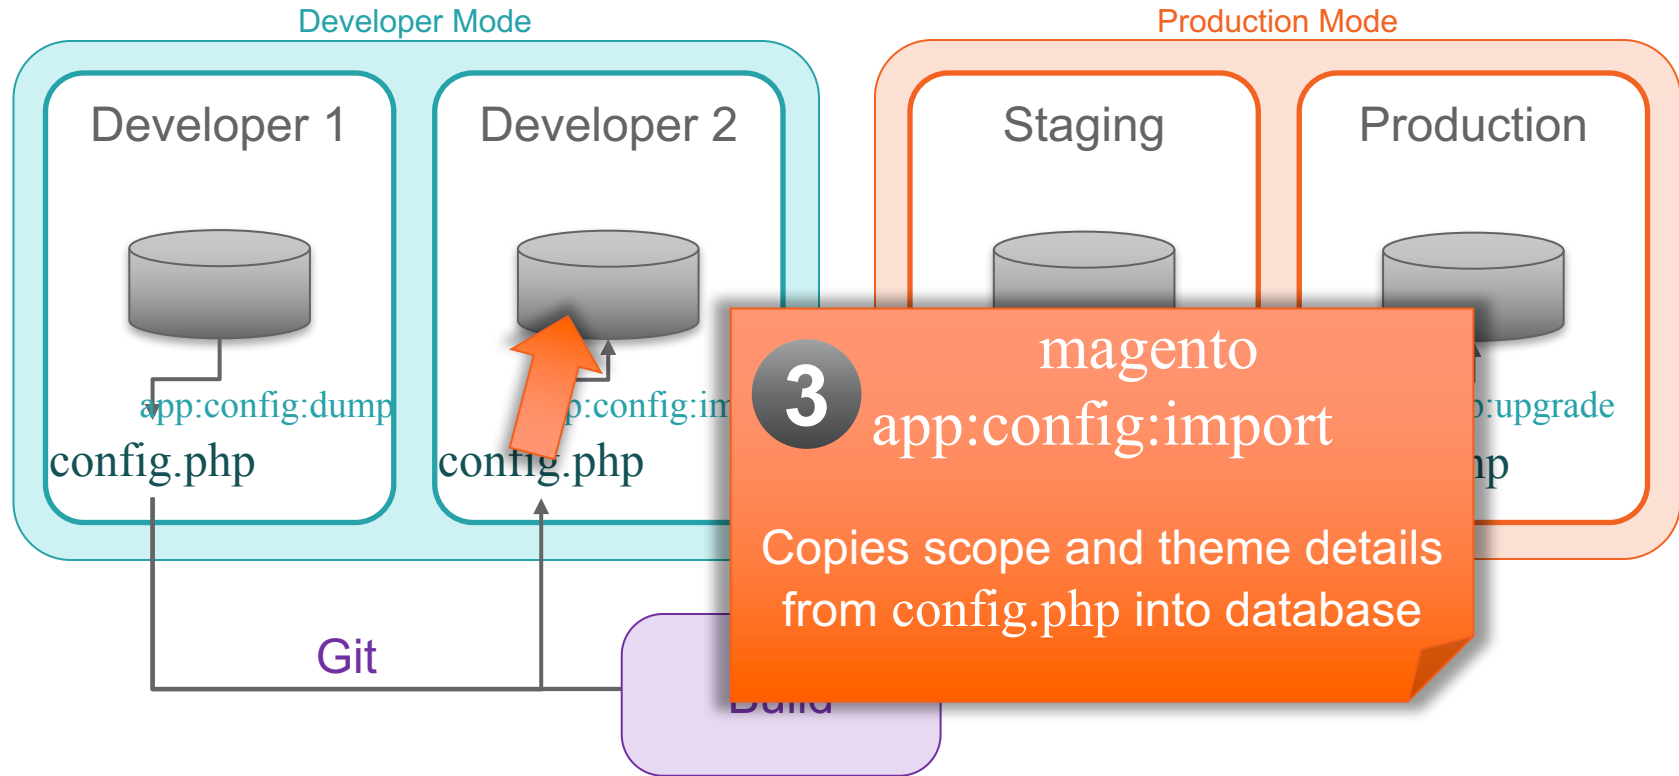 Developer Mode
Production Mode
Developer 1
Developer 2
Staging
Production
app:config:dump
config.php
config.php
3
magento
app:config:import
Copies scope and theme details
from config.php into database
Git
Build